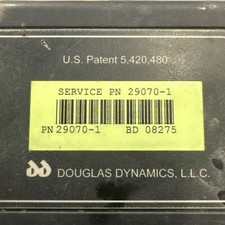 U.S. Patent 5,420,480
SERVICE PN 29070-1
PN 29070-1 BD 08275
DOUGLAS DYNAMICS, L.L.C.